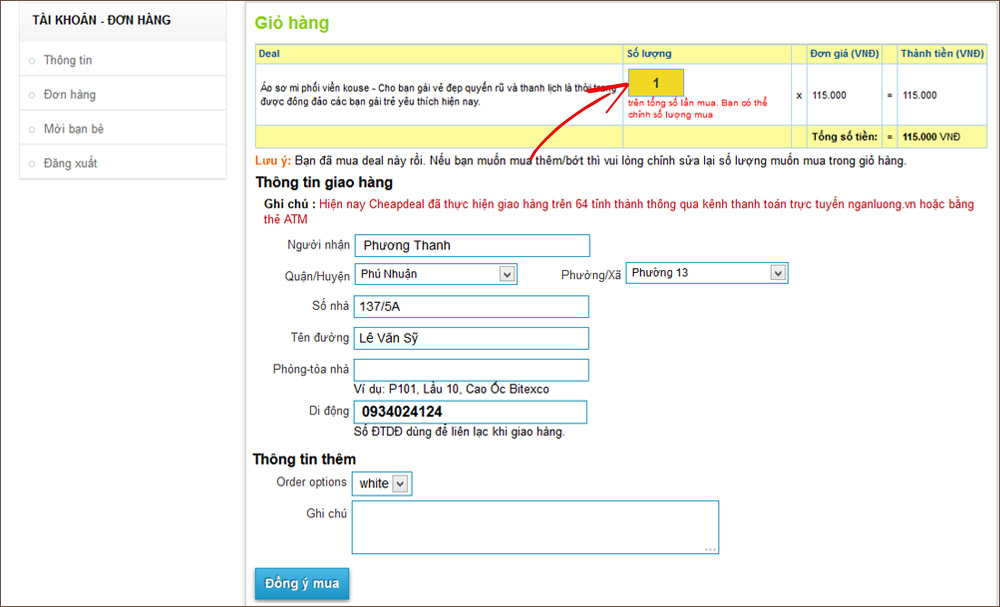 TÀI KHOẢN - ĐƠN HÀNG
Thông tin
Đơn hàng
Mời bạn bè
Đăng xuất
Giỏ hàng
Deal Số lượng Đơn giá (VNĐ) Thành tiền (VNĐ)
Áo sơ mi phối viền kouse - Cho bạn gái vẻ đẹp quyến rũ và thanh lịch là thời trang
được đông đảo các bạn gái trẻ yêu thích hiện nay.
1
trên tổng số lần mua. Bạn có thể
chỉnh số lượng mua
x 115.000 = 115.000
Tổng số tiền: = 115.000 VNĐ
Lưu ý: Bạn đã mua deal này rồi. Nếu bạn muốn mua thêm/bớt thì vui lòng chỉnh sửa lại số lượng muốn mua trong giỏ hàng.
Thông tin giao hàng
Ghi chú : Hiện nay Cheapdeal đã thực hiện giao hàng trên 64 tỉnh thành thông qua kênh thanh toán trực tuyến nganluong.vn hoặc bằng
thẻ ATM
Người nhận Phương Thanh
Quận/Huyện Phú Nhuận Phường/Xã Phường 13
Số nhà 137/5A
Tên đường Lê Văn Sỹ
Phòng-tòa nhà
Ví dụ: P101, Lầu 10, Cao Ốc Bitexco
Di động 0934024124
Số ĐTDĐ dùng để liên lạc khi giao hàng.
Thông tin thêm
Order options white
Ghi chú
Đồng ý mua